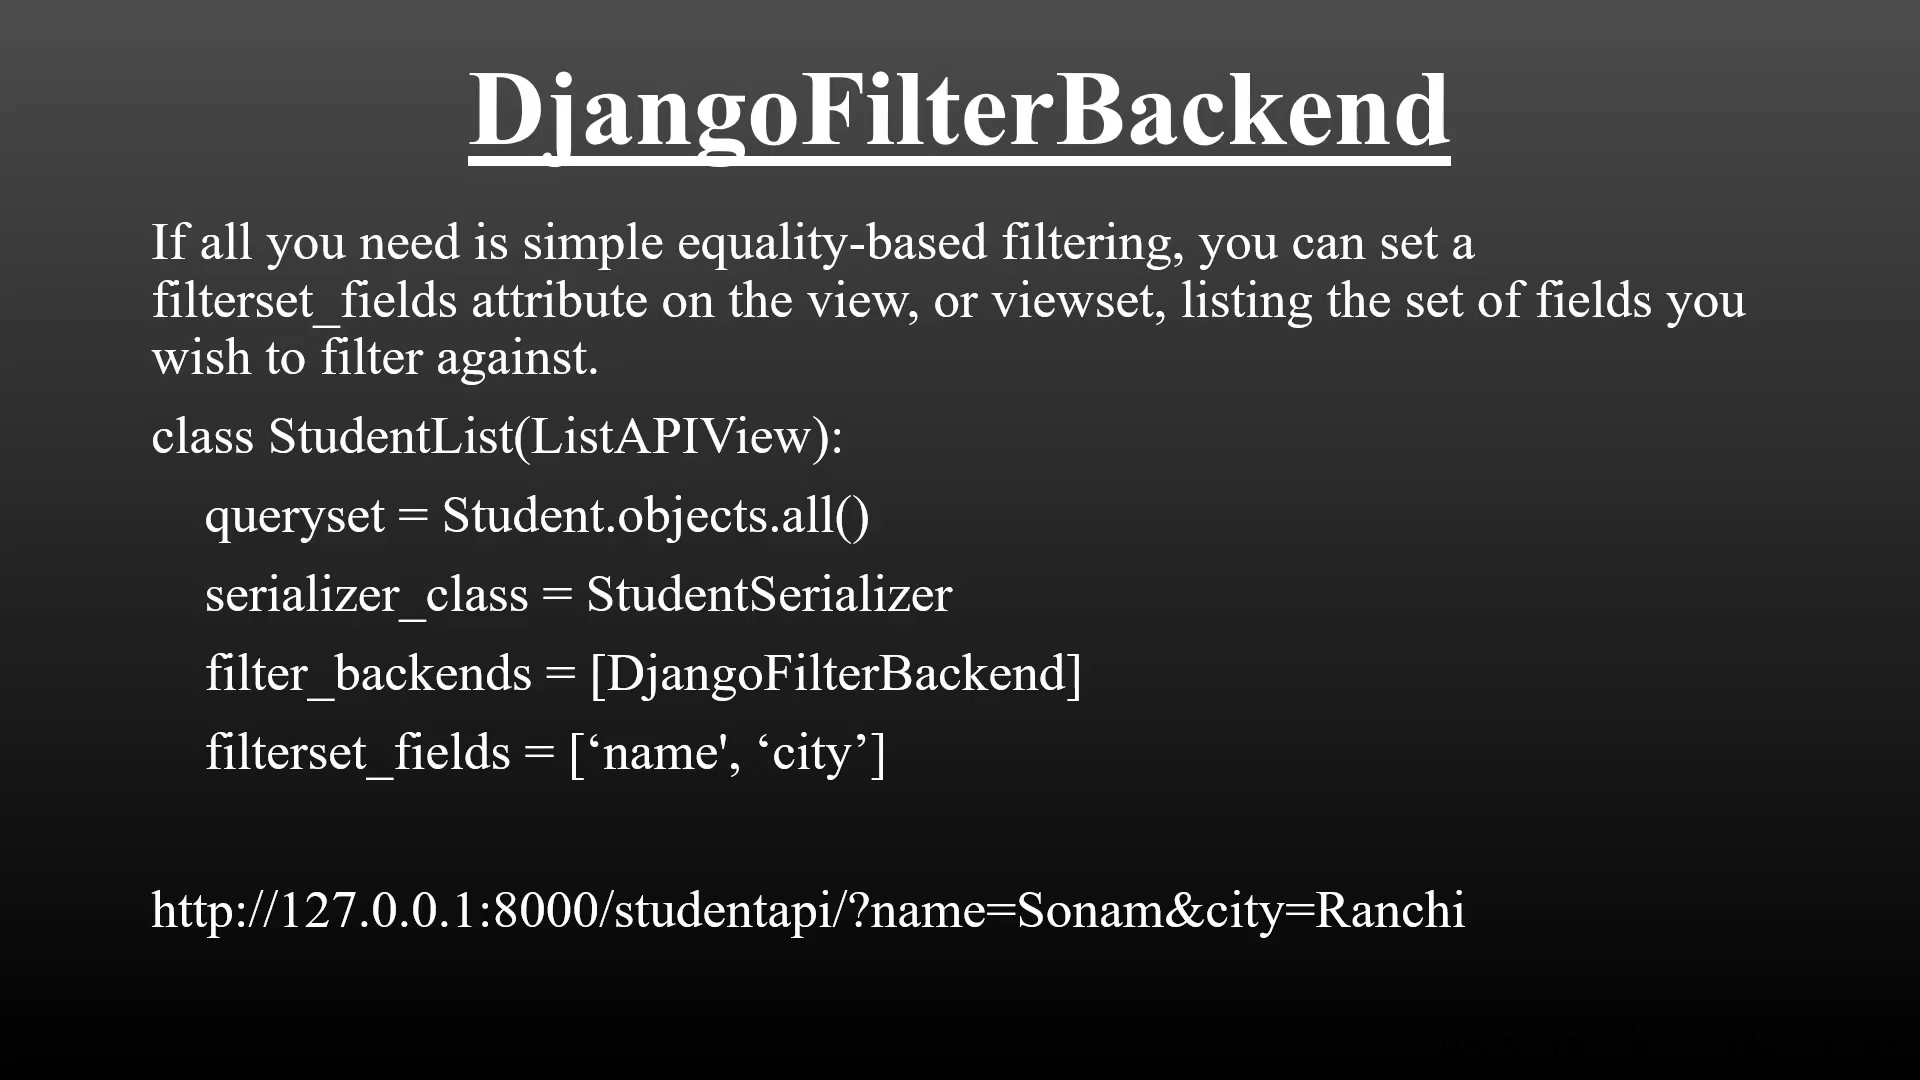 DjangoFilterBackend
If all you need is simple equality-based filtering, you can set a
filterset_fields attribute on the view, or viewset, listing the set of fields you
wish to filter against.
class StudentList(ListAPIView):
queryset = Student.objects.all()
serializer_class = StudentSerializer
filter_backends = [DjangoFilterBackend]
filterset_fields = [‘name', ‘city’]
http://127.0.0.1:8000/studentapi/?name=Sonam&city=Ranchi